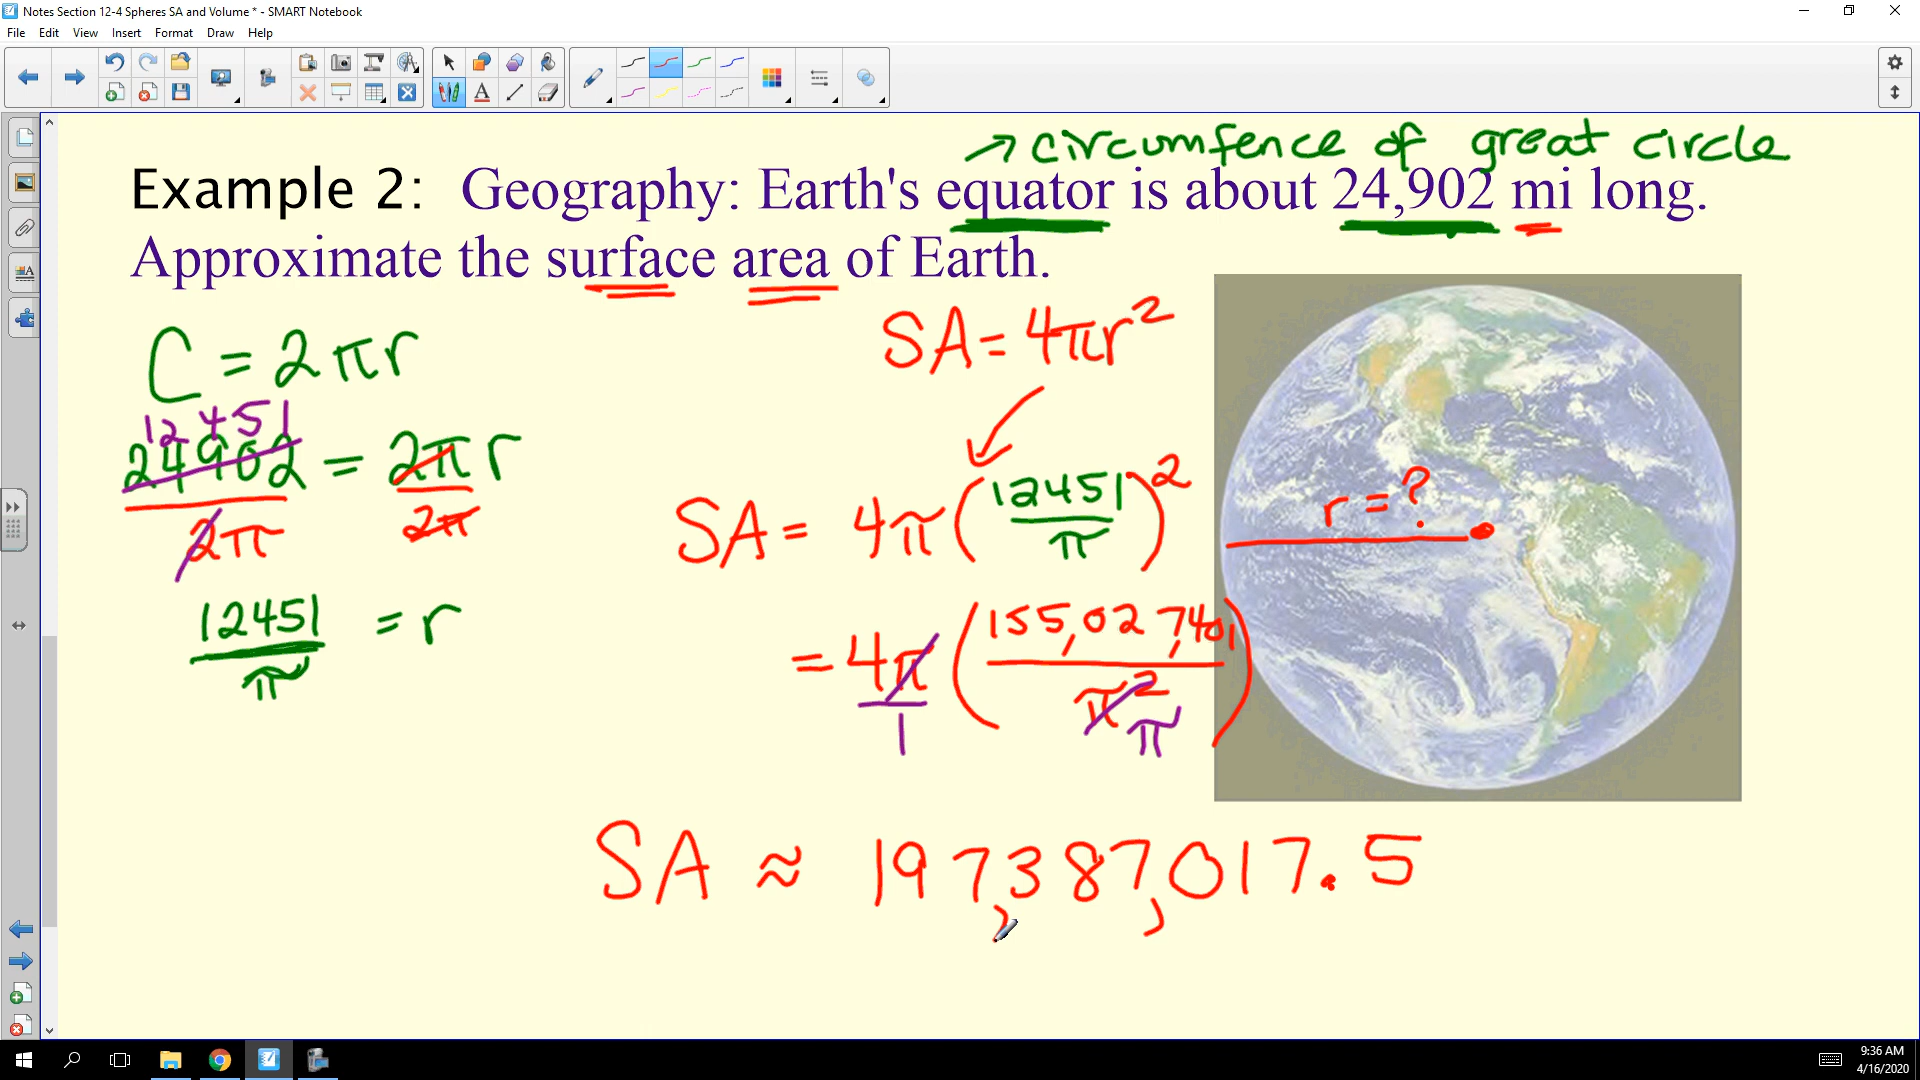 Notes Section 12-4 Spheres SA and Volume * - SMART Notebook
File Edit View Insert Format Draw Help
→ circumfence of great circle
Example 2: Geography: Earth's equator is about 24,902 mi long.
Approximate the surface area of Earth.
C = 2πr
12451
24902 = 2πr
2π 2π
12451 = r
π
SA = 4πr²
SA = 4π(12451)²
π
= 4π (155,027,401)
1 π² π
r = ?
SA ≈ 197,387,017.5
9:36 AM
4/16/2020